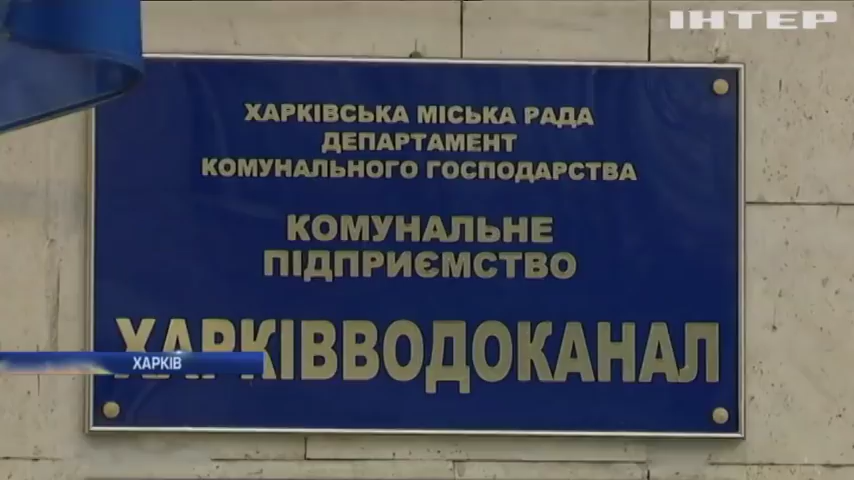 ІНТЕР
ХАРКІВСЬКА МІСЬКА РАДА
ДЕПАРТАМЕНТ
КОМУНАЛЬНОГО ГОСПОДАРСТВА
КОМУНАЛЬНЕ
ПІДПРИЄМСТВО
ХАРКІВВОДОКАНАЛ
ХАРКІВ